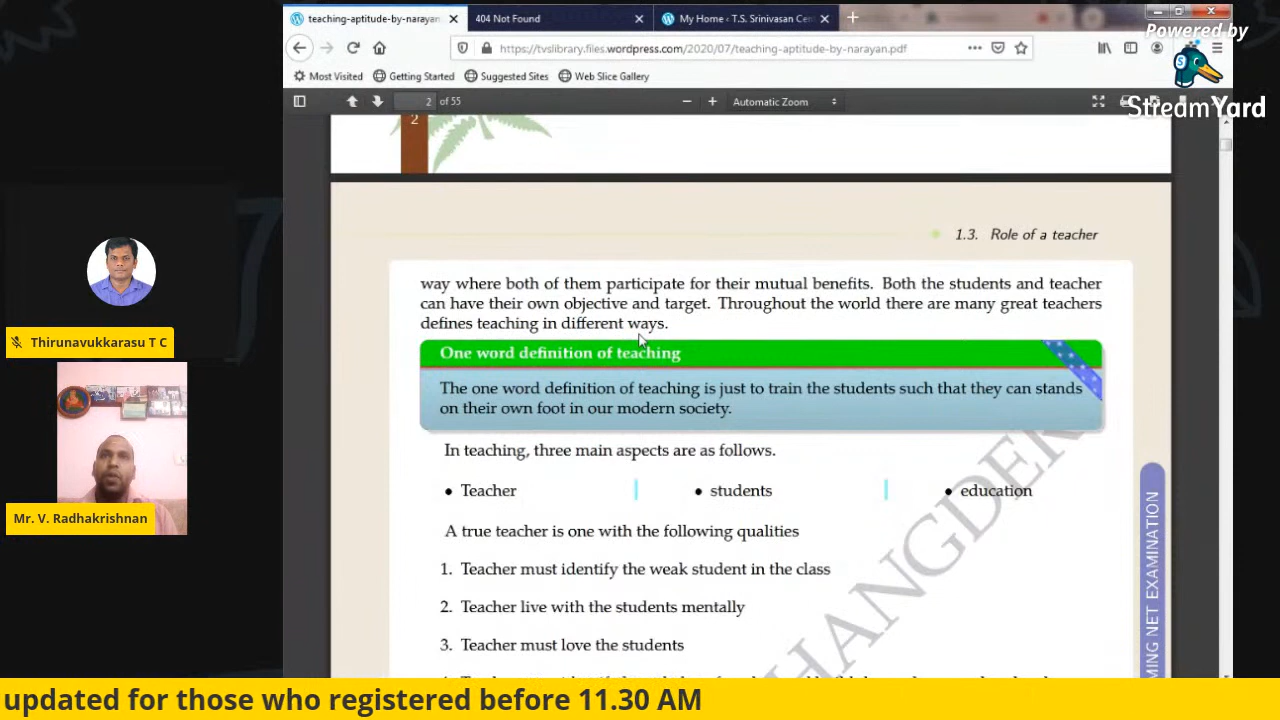 teaching-aptitude-by-narayan
404 Not Found
My Home ‹ T.S. Srinivasan Cen
Powered by
StreamYard
https://tvslibrary.files.wordpress.com/2020/07/teaching-aptitude-by-narayan.pdf
Most Visited
Getting Started
Suggested Sites
Web Slice Gallery
2 of 55
Automatic Zoom
2
1.3. Role of a teacher
way where both of them participate for their mutual benefits. Both the students and teacher
can have their own objective and target. Throughout the world there are many great teachers
defines teaching in different ways.
One word definition of teaching
The one word definition of teaching is just to train the students such that they can stands
on their own foot in our modern society.
In teaching, three main aspects are as follows.
• Teacher
• students
• education
A true teacher is one with the following qualities
1. Teacher must identify the weak student in the class
2. Teacher live with the students mentally
3. Teacher must love the students
HANGDER
MING NET EXAMINATION
Thirunavukkarasu T C
Mr. V. Radhakrishnan
updated for those who registered before 11.30 AM